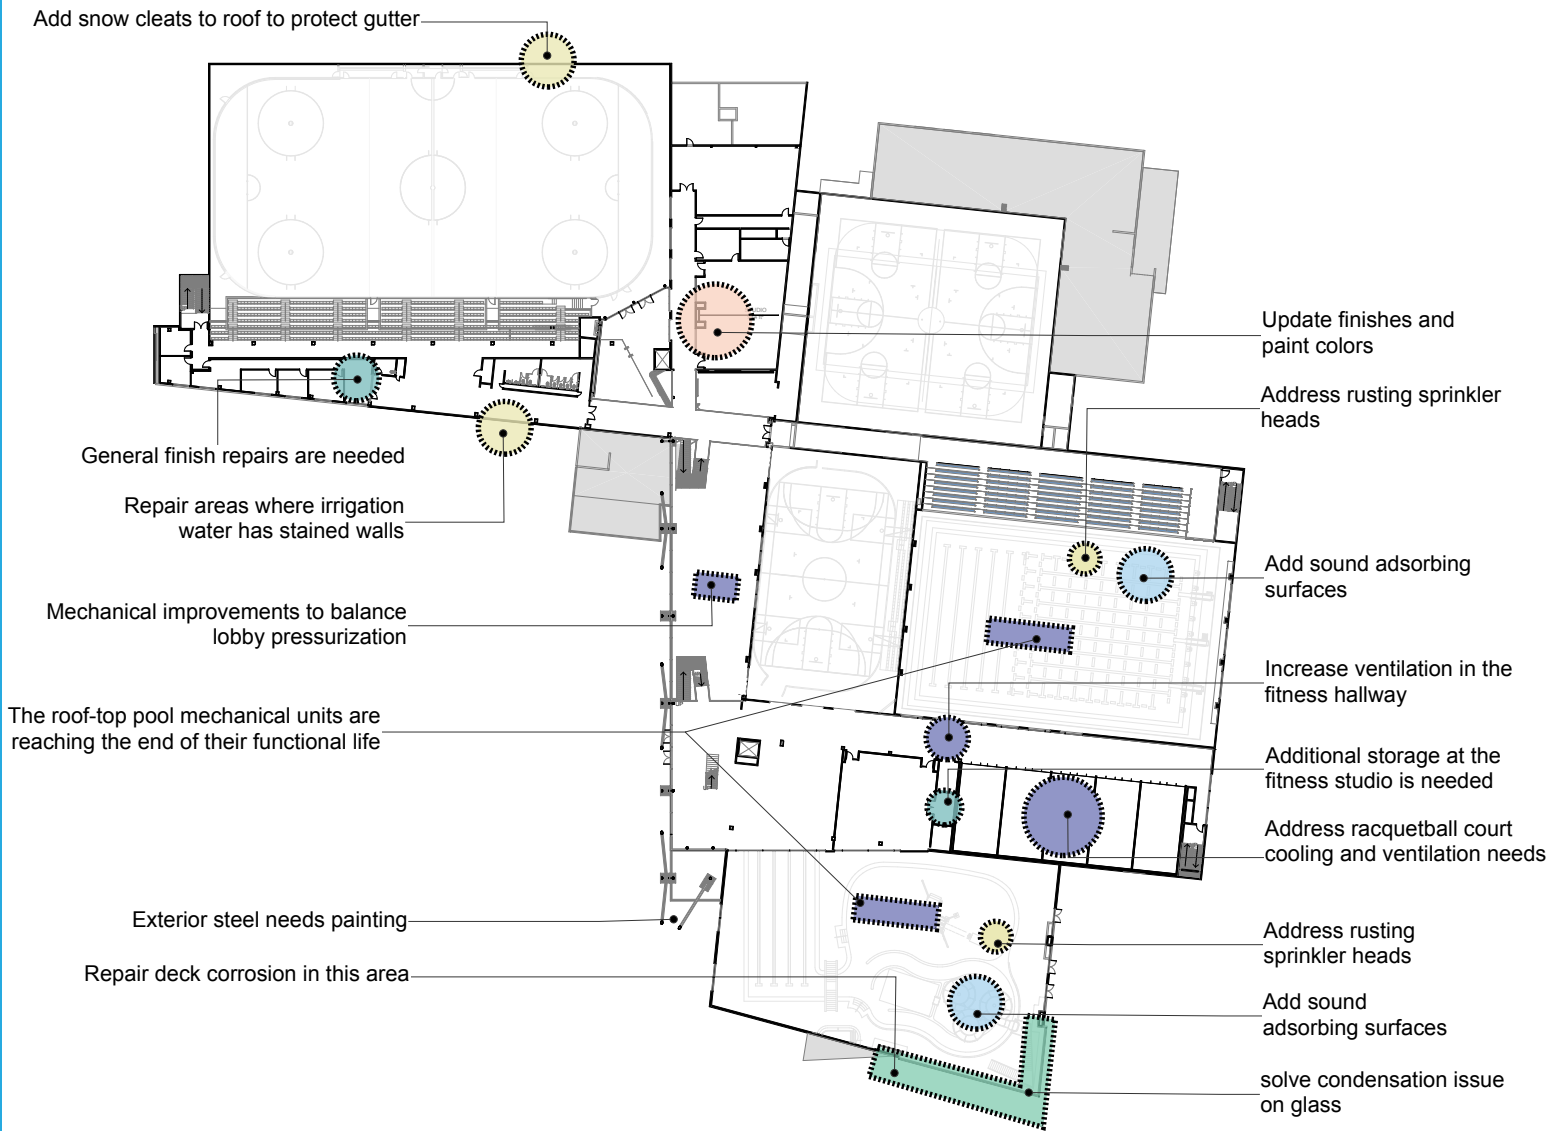 Add snow cleats to roof to protect gutter
General finish repairs are needed
Repair areas where irrigation
water has stained walls
Mechanical improvements to balance
lobby pressurization
The roof-top pool mechanical units are
reaching the end of their functional life
Exterior steel needs painting
Repair deck corrosion in this area
Update finishes and
paint colors
Address rusting sprinkler
heads
Add sound adsorbing
surfaces
Increase ventilation in the
fitness hallway
Additional storage at the
fitness studio is needed
Address racquetball court
cooling and ventilation needs
Address rusting
sprinkler heads
Add sound
adsorbing surfaces
solve condensation issue
on glass